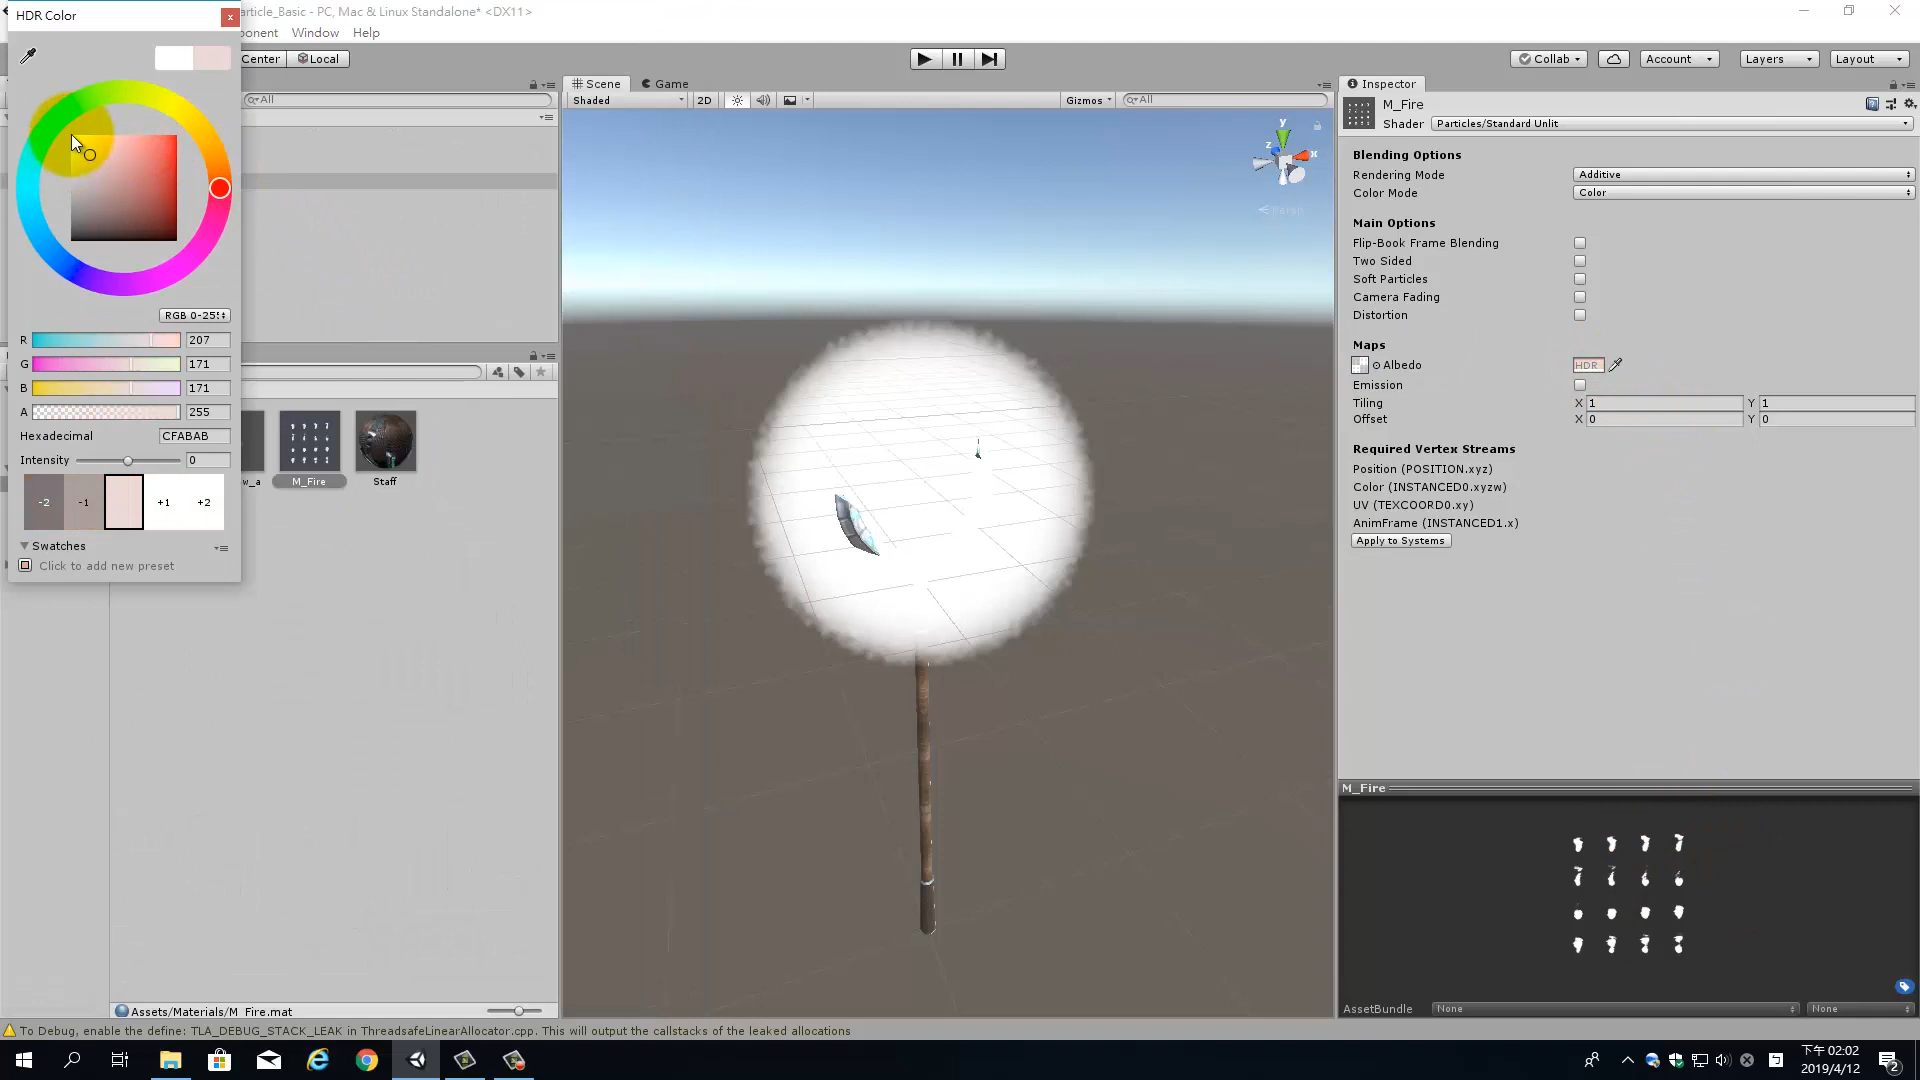 HDR Color
x
article_Basic - PC, Mac & Linux Standalone* <DX11>
ponent Window Help
Center Local
Collab Account Layers Layout
All
RGB 0-255
R 207
G 171
B 171
A 255
Hexadecimal CFABAB
Intensity 0
-2 -1 +1 +2
Swatches
Click to add new preset
w_a M_Fire Staff
Assets/Materials/M_Fire.mat
Scene Game
Shaded 2D Gizmos All
y
z x
Persp
Inspector
M_Fire
Shader Particles/Standard Unlit
Blending Options
Rendering Mode Additive
Color Mode Color
Main Options
Flip-Book Frame Blending
Two Sided
Soft Particles
Camera Fading
Distortion
Maps
Albedo HDR
Emission
Tiling X 1 Y 1
Offset X 0 Y 0
Required Vertex Streams
Position (POSITION.xyz)
Color (INSTANCED0.xyzw)
UV (TEXCOORD0.xy)
AnimFrame (INSTANCED1.x)
Apply to Systems
M_Fire
AssetBundle None None
To Debug, enable the define: TLA_DEBUG_STACK_LEAK in ThreadsafeLinearAllocator.cpp. This will output the callstacks of the leaked allocations
下午 02:02
2019/4/12
2